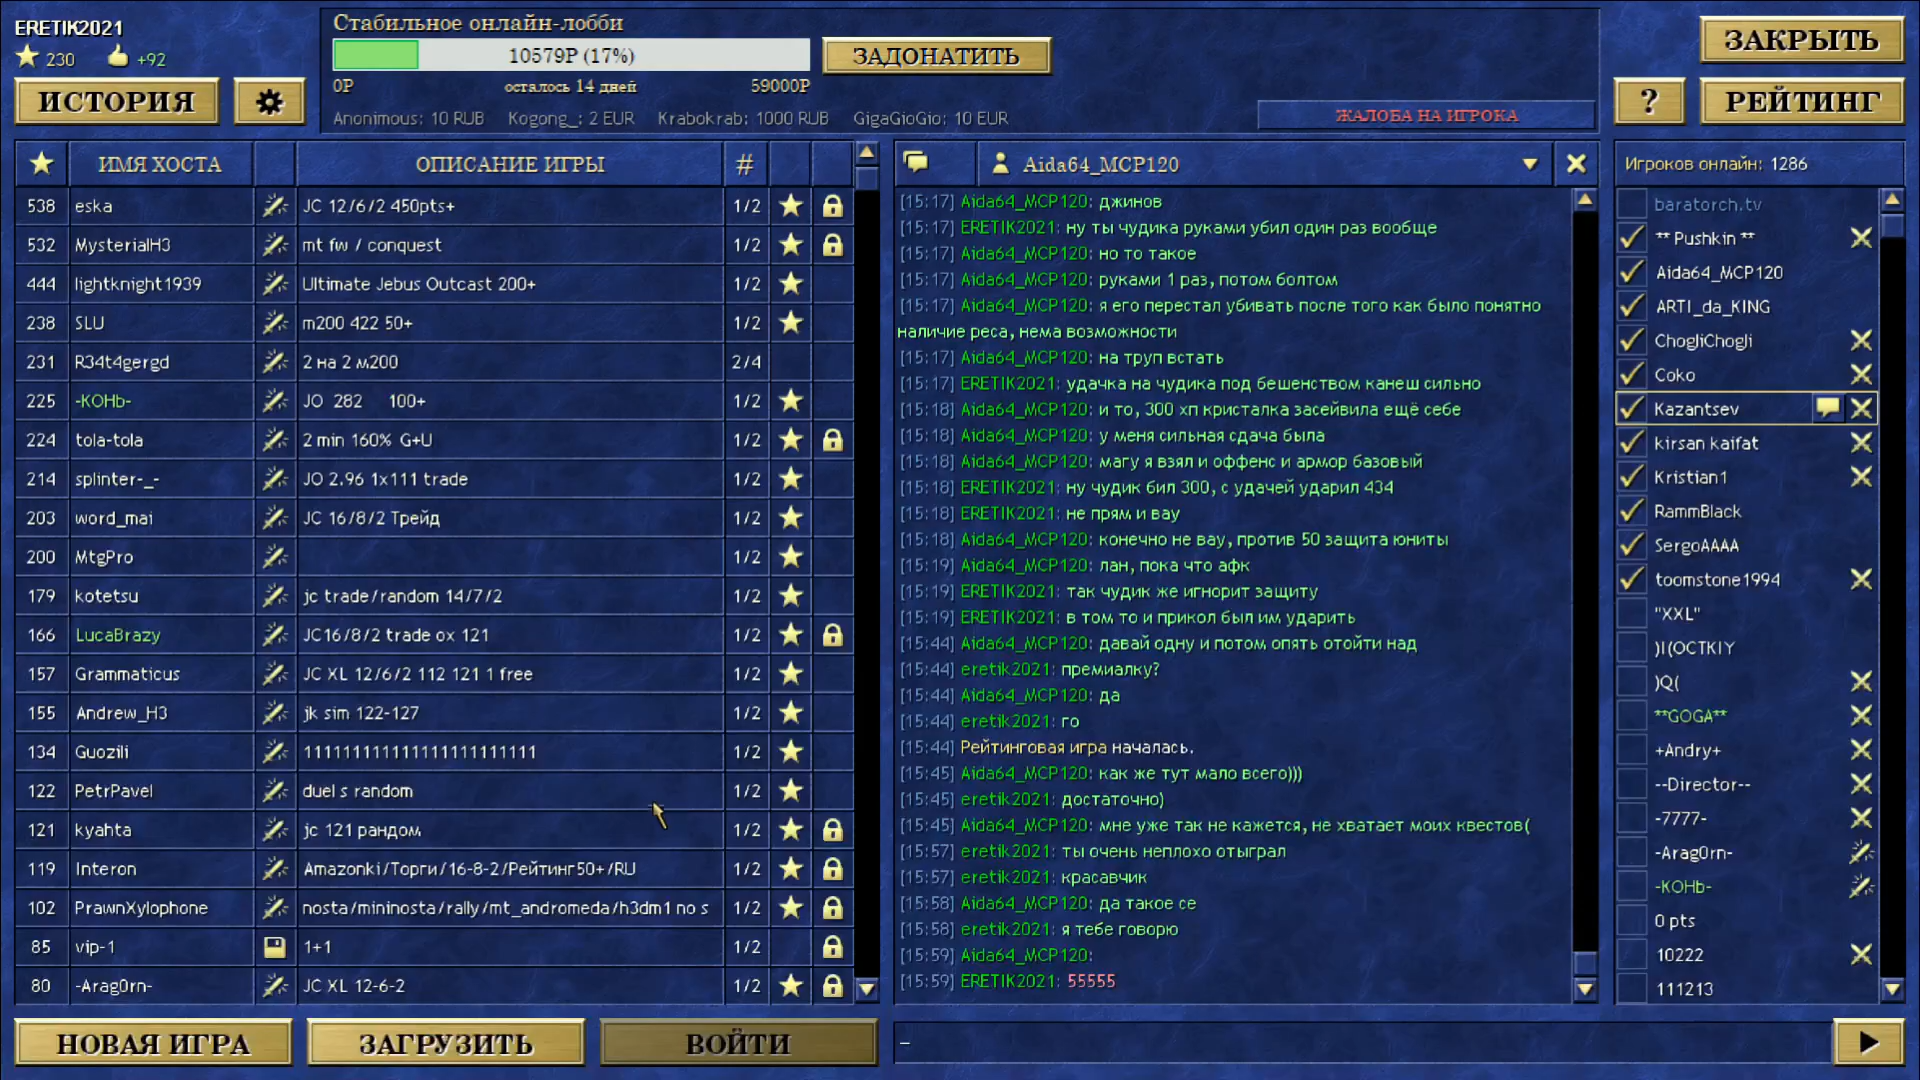 ERETIK2021
230 +92
ИСТОРИЯ
Стабильное онлайн-лобби
10579Р (17%)
ЗАДОНАТИТЬ
0Р осталось 14 дней 59000Р
Anonimous: 10 RUB Kogong_: 2 EUR Krabokrab: 1000 RUB GigaGioGio: 10 EUR
ЖАЛОБА НА ИГРОКА
ЗАКРЫТЬ
? РЕЙТИНГ
ИМЯ ХОСТА ОПИСАНИЕ ИГРЫ #
538 eska JC 12/6/2 450pts+ 1/2
532 MysterialH3 mt fw / conquest 1/2
444 lightknight1939 Ultimate Jebus Outcast 200+ 1/2
238 SLU m200 422 50+ 1/2
231 R34t4gergd 2 на 2 м200 2/4
225 -KOHb- JO 282 100+ 1/2
224 tola-tola 2 min 160% G+U 1/2
214 splinter-_- JO 2.96 1x111 trade 1/2
203 word_mai JC 16/8/2 Трейд 1/2
200 MtgPro 1/2
179 kotetsu jc trade/random 14/7/2 1/2
166 LucaBrazy JC16/8/2 trade ox 121 1/2
157 Grammaticus JC XL 12/6/2 112 121 1 free 1/2
155 Andrew_H3 jk sim 122-127 1/2
134 Guozili 1/2
122 PetrPavel duel s random 1/2
121 kyahta jc 121 рандом 1/2
119 Interon Amazonki/Торги/16-8-2/Рейтинг50+/RU 1/2
102 PrawnXylophone nosta/mininosta/rally/mt_andromeda/h3dm1 no s 1/2
85 vip-1 1+1 1/2
80 -Arag0rn- JC XL 12-6-2 1/2
НОВАЯ ИГРА ЗАГРУЗИТЬ ВОЙТИ
Aida64_MCP120
[15:17] Aida64_MCP120: джинов
[15:17] ERETIK2021: ну ты чудика руками убил один раз вообще
[15:17] Aida64_MCP120: но то такое
[15:17] Aida64_MCP120: руками 1 раз, потом болтом
[15:17] Aida64_MCP120: я его перестал убивать после того как было понятно
наличие реса, нема возможности
[15:17] Aida64_MCP120: на труп встать
[15:17] ERETIK2021: удачка на чудика под бешенством канеш сильно
[15:18] Aida64_MCP120: и то, 300 хп кристалка засейвила ещё себе
[15:18] Aida64_MCP120: у меня сильная сдача была
[15:18] Aida64_MCP120: магу я взял и оффенс и армор базовый
[15:18] ERETIK2021: ну чудик бил 300, с удачей ударил 434
[15:18] ERETIK2021: не прям и вау
[15:18] Aida64_MCP120: конечно не вау, против 50 защита юниты
[15:19] Aida64_MCP120: лан, пока что афк
[15:19] ERETIK2021: так чудик же игнорит защиту
[15:19] ERETIK2021: в том то и прикол был им ударить
[15:44] Aida64_MCP120: давай одну и потом опять отойти над
[15:44] eretik2021: премиалку?
[15:44] Aida64_MCP120: да
[15:44] eretik2021: го
[15:44] Рейтинговая игра началась.
[15:45] Aida64_MCP120: как же тут мало всего)))
[15:45] eretik2021: достаточно)
[15:45] Aida64_MCP120: мне уже так не кажется, не хватает моих квестов(
[15:57] eretik2021: ты очень неплохо отыграл
[15:57] eretik2021: красавчик
[15:58] Aida64_MCP120: да такое се
[15:58] eretik2021: я тебе говорю
[15:59] Aida64_MCP120:
[15:59] ERETIK2021: 55555
Игроков онлайн: 1286
baratorch.tv
** Pushkin **
Aida64_MCP120
ARTI_da_KING
ChogliChogli
Coko
Kazantsev
kirsan kaifat
Kristian1
RammBlack
SergoAAAA
toomstone1994
"XXL"
)I(OCTKIY
)Q(
**GOGA**
+Andry+
--Director--
-7777-
-Arag0rn-
-KOHb-
0 pts
10222
111213